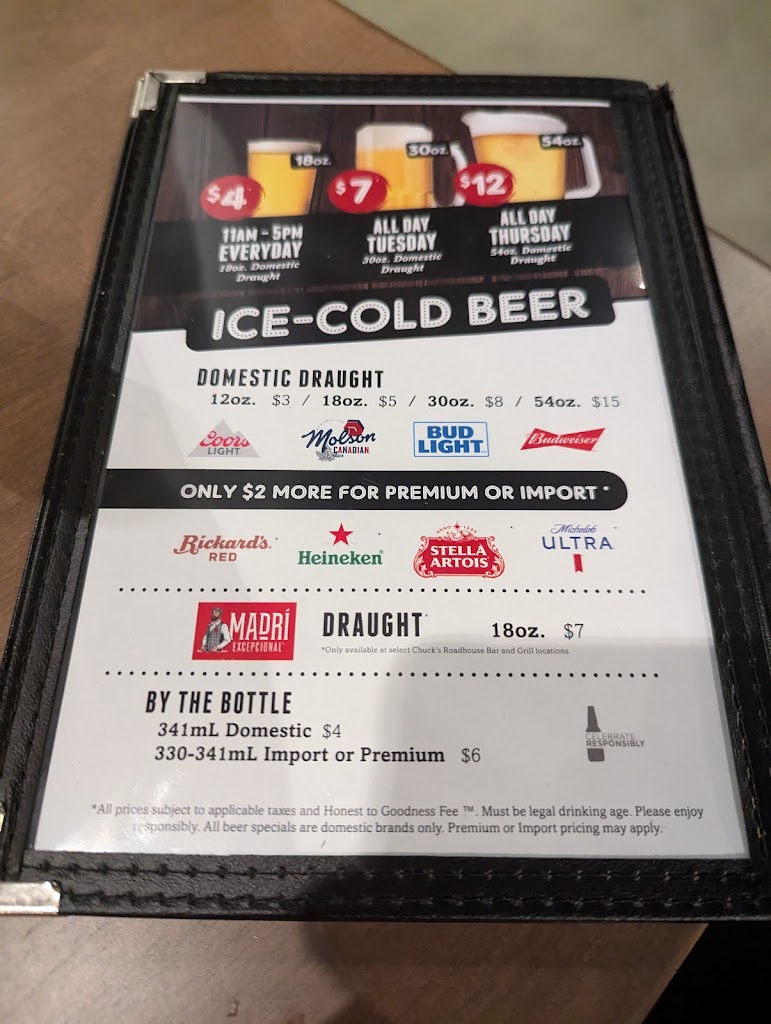 18oz.
30oz.
54oz.
$4
$7
$12
11AM - 5PM
EVERYDAY
18oz. Domestic
Draught
ALL DAY
TUESDAY
30oz. Domestic
Draught
ALL DAY
THURSDAY
54oz. Domestic
Draught
ICE-COLD BEER
DOMESTIC DRAUGHT
12oz. $3 / 18oz. $5 / 30oz. $8 / 54oz. $15
Coors
LIGHT
Molson
CANADIAN
BUD
LIGHT
Budweiser
ONLY $2 MORE FOR PREMIUM OR IMPORT *
Rickard's
RED
Heineken
ANNO 1366
STELLA
ARTOIS
Michelob
ULTRA
MADRÍ
EXCEPCIONAL
DRAUGHT* 18oz. $7
*Only available at select Chuck's Roadhouse Bar and Grill locations
BY THE BOTTLE
341mL Domestic $4
330-341mL Import or Premium $6
CELEBRATE
RESPONSIBLY
*All prices subject to applicable taxes and Honest to Goodness Fee ™. Must be legal drinking age. Please enjoy
responsibly. All beer specials are domestic brands only. Premium or Import pricing may apply.